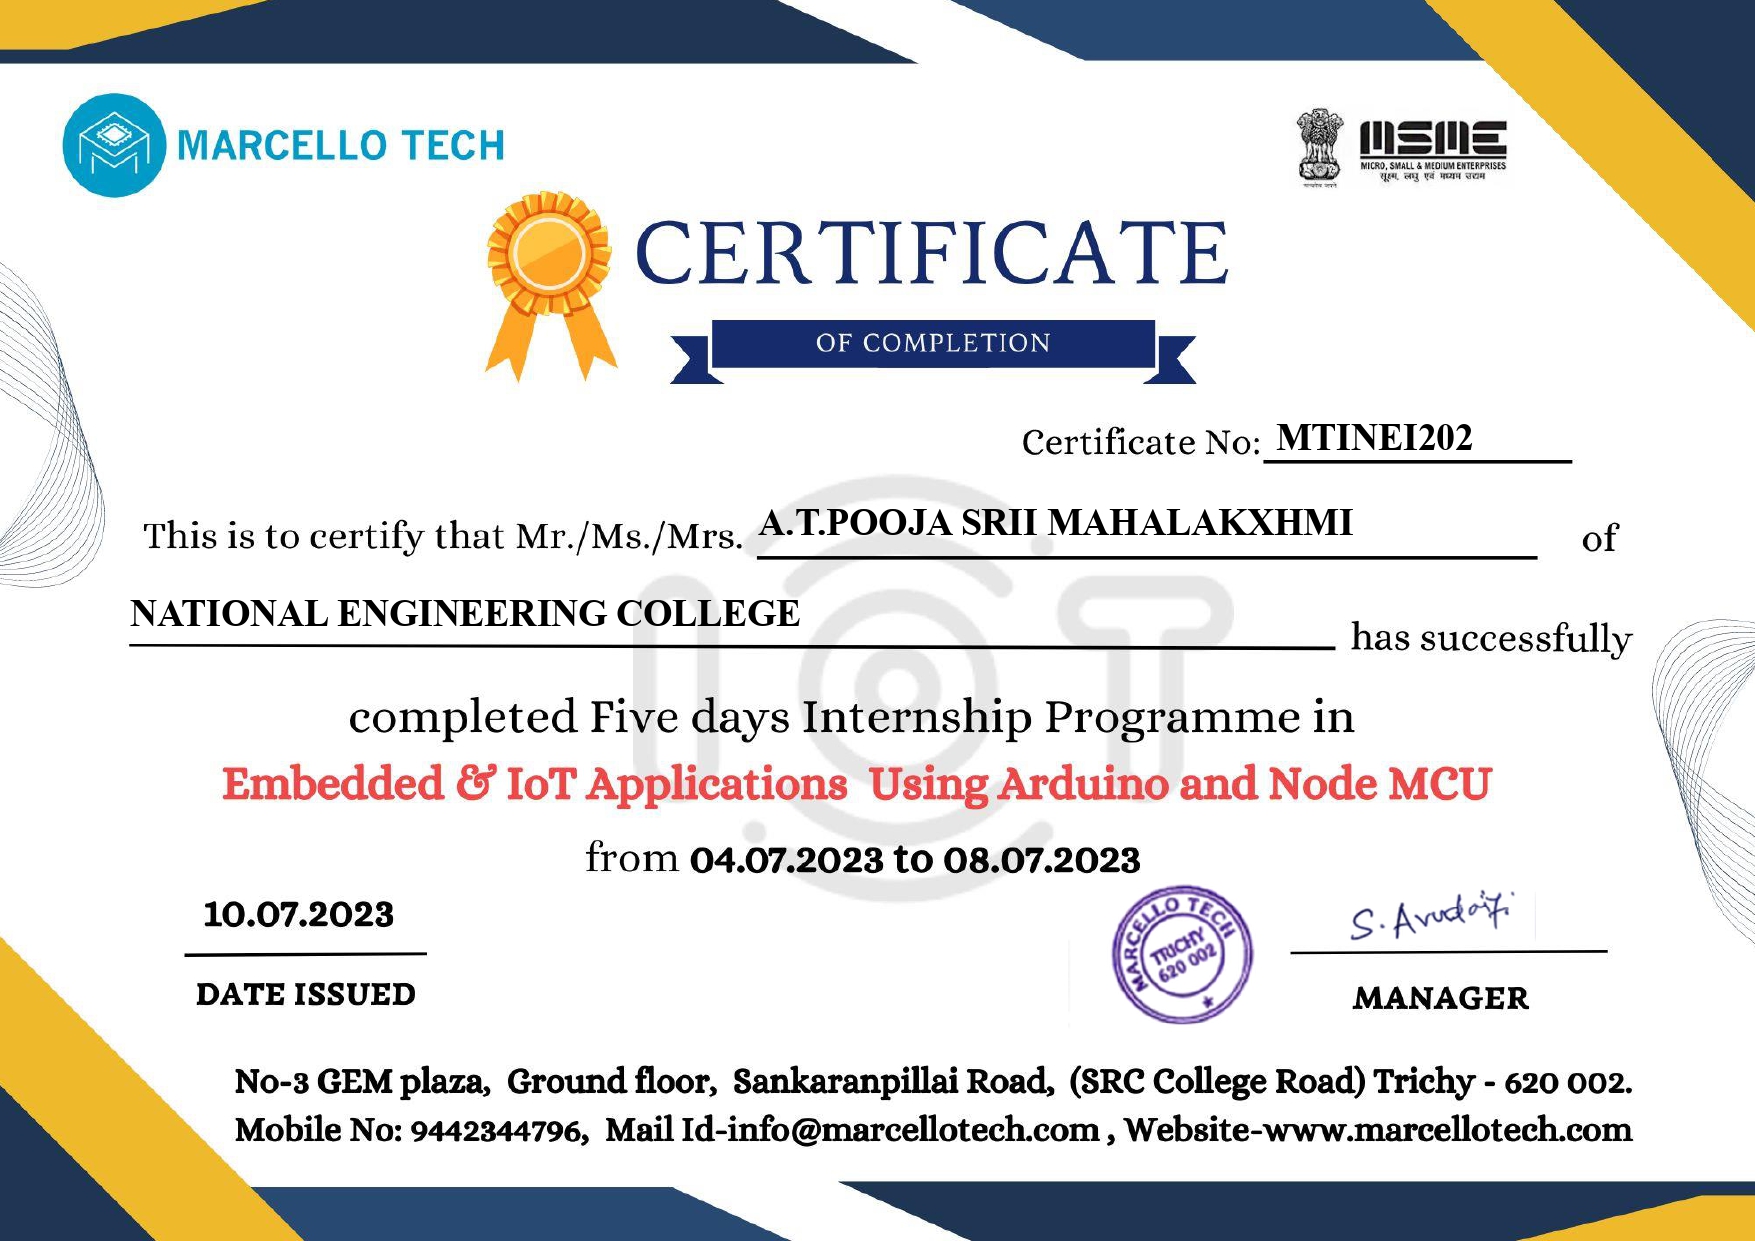 MARCELLO TECH
MSME
MICRO, SMALL & MEDIUM ENTERPRISES
सूक्ष्म, लघु एवं मध्यम उद्यम
CERTIFICATE
OF COMPLETION
Certificate No: MTINEI202
This is to certify that Mr./Ms./Mrs. A.T.POOJA SRII MAHALAKXHMI of
NATIONAL ENGINEERING COLLEGE has successfully
completed Five days Internship Programme in
Embedded & IoT Applications Using Arduino and Node MCU
from 04.07.2023 to 08.07.2023
IOT
10.07.2023
DATE ISSUED
MARCELLO TECH
TRICHY
620 002
MANAGER
No-3 GEM plaza, Ground floor, Sankaranpillai Road, (SRC College Road) Trichy - 620 002.
Mobile No: 9442344796, Mail Id-info@marcellotech.com , Website-www.marcellotech.com